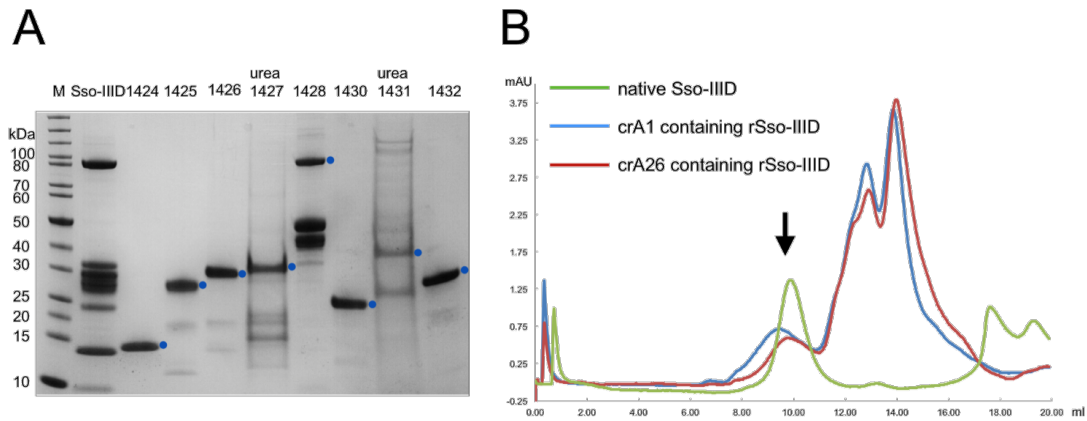 A
urea urea
M Sso-IIID 1424 1425 1426 1427 1428 1430 1431 1432
kDa
100
80
70
60
50
40
30
25
20
15
10
B
mAU
native Sso-IIID
crA1 containing rSso-IIID
crA26 containing rSso-IIID
3.75
3.25
2.75
2.25
1.75
1.25
0.75
0.25
-0.25
0.00 2.00 4.00 6.00 8.00 10.00 12.00 14.00 16.00 18.00 20.00 ml